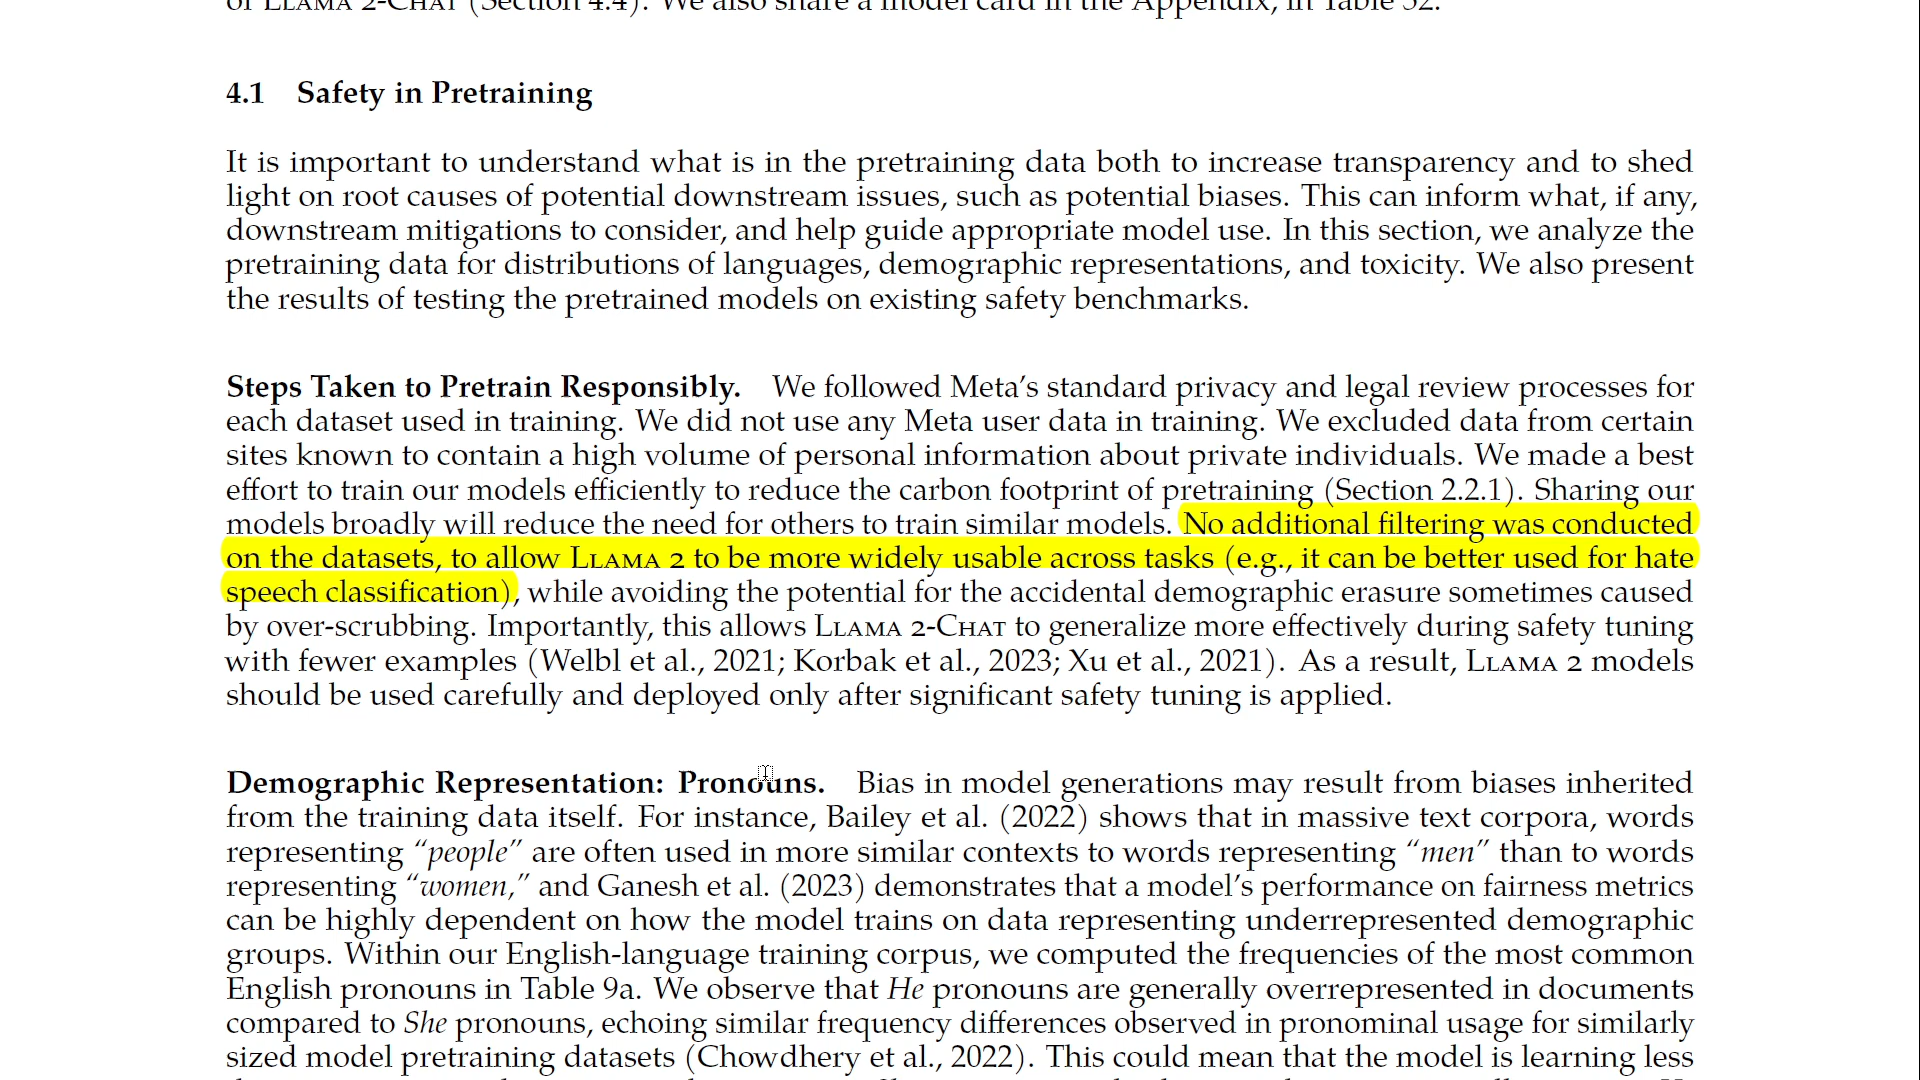 of LLAMA 2-CHAT (Section 4.4). We also share a model card in the Appendix, in Table 52.
4.1 Safety in Pretraining
It is important to understand what is in the pretraining data both to increase transparency and to shed
light on root causes of potential downstream issues, such as potential biases. This can inform what, if any,
downstream mitigations to consider, and help guide appropriate model use. In this section, we analyze the
pretraining data for distributions of languages, demographic representations, and toxicity. We also present
the results of testing the pretrained models on existing safety benchmarks.
Steps Taken to Pretrain Responsibly. We followed Meta's standard privacy and legal review processes for
each dataset used in training. We did not use any Meta user data in training. We excluded data from certain
sites known to contain a high volume of personal information about private individuals. We made a best
effort to train our models efficiently to reduce the carbon footprint of pretraining (Section 2.2.1). Sharing our
models broadly will reduce the need for others to train similar models. No additional filtering was conducted
on the datasets, to allow LLAMA 2 to be more widely usable across tasks (e.g., it can be better used for hate
speech classification), while avoiding the potential for the accidental demographic erasure sometimes caused
by over-scrubbing. Importantly, this allows LLAMA 2-CHAT to generalize more effectively during safety tuning
with fewer examples (Welbl et al., 2021; Korbak et al., 2023; Xu et al., 2021). As a result, LLAMA 2 models
should be used carefully and deployed only after significant safety tuning is applied.
Demographic Representation: Pronouns. Bias in model generations may result from biases inherited
from the training data itself. For instance, Bailey et al. (2022) shows that in massive text corpora, words
representing “people” are often used in more similar contexts to words representing “men” than to words
representing “women,” and Ganesh et al. (2023) demonstrates that a model's performance on fairness metrics
can be highly dependent on how the model trains on data representing underrepresented demographic
groups. Within our English-language training corpus, we computed the frequencies of the most common
English pronouns in Table 9a. We observe that He pronouns are generally overrepresented in documents
compared to She pronouns, echoing similar frequency differences observed in pronominal usage for similarly
sized model pretraining datasets (Chowdhery et al., 2022). This could mean that the model is learning less